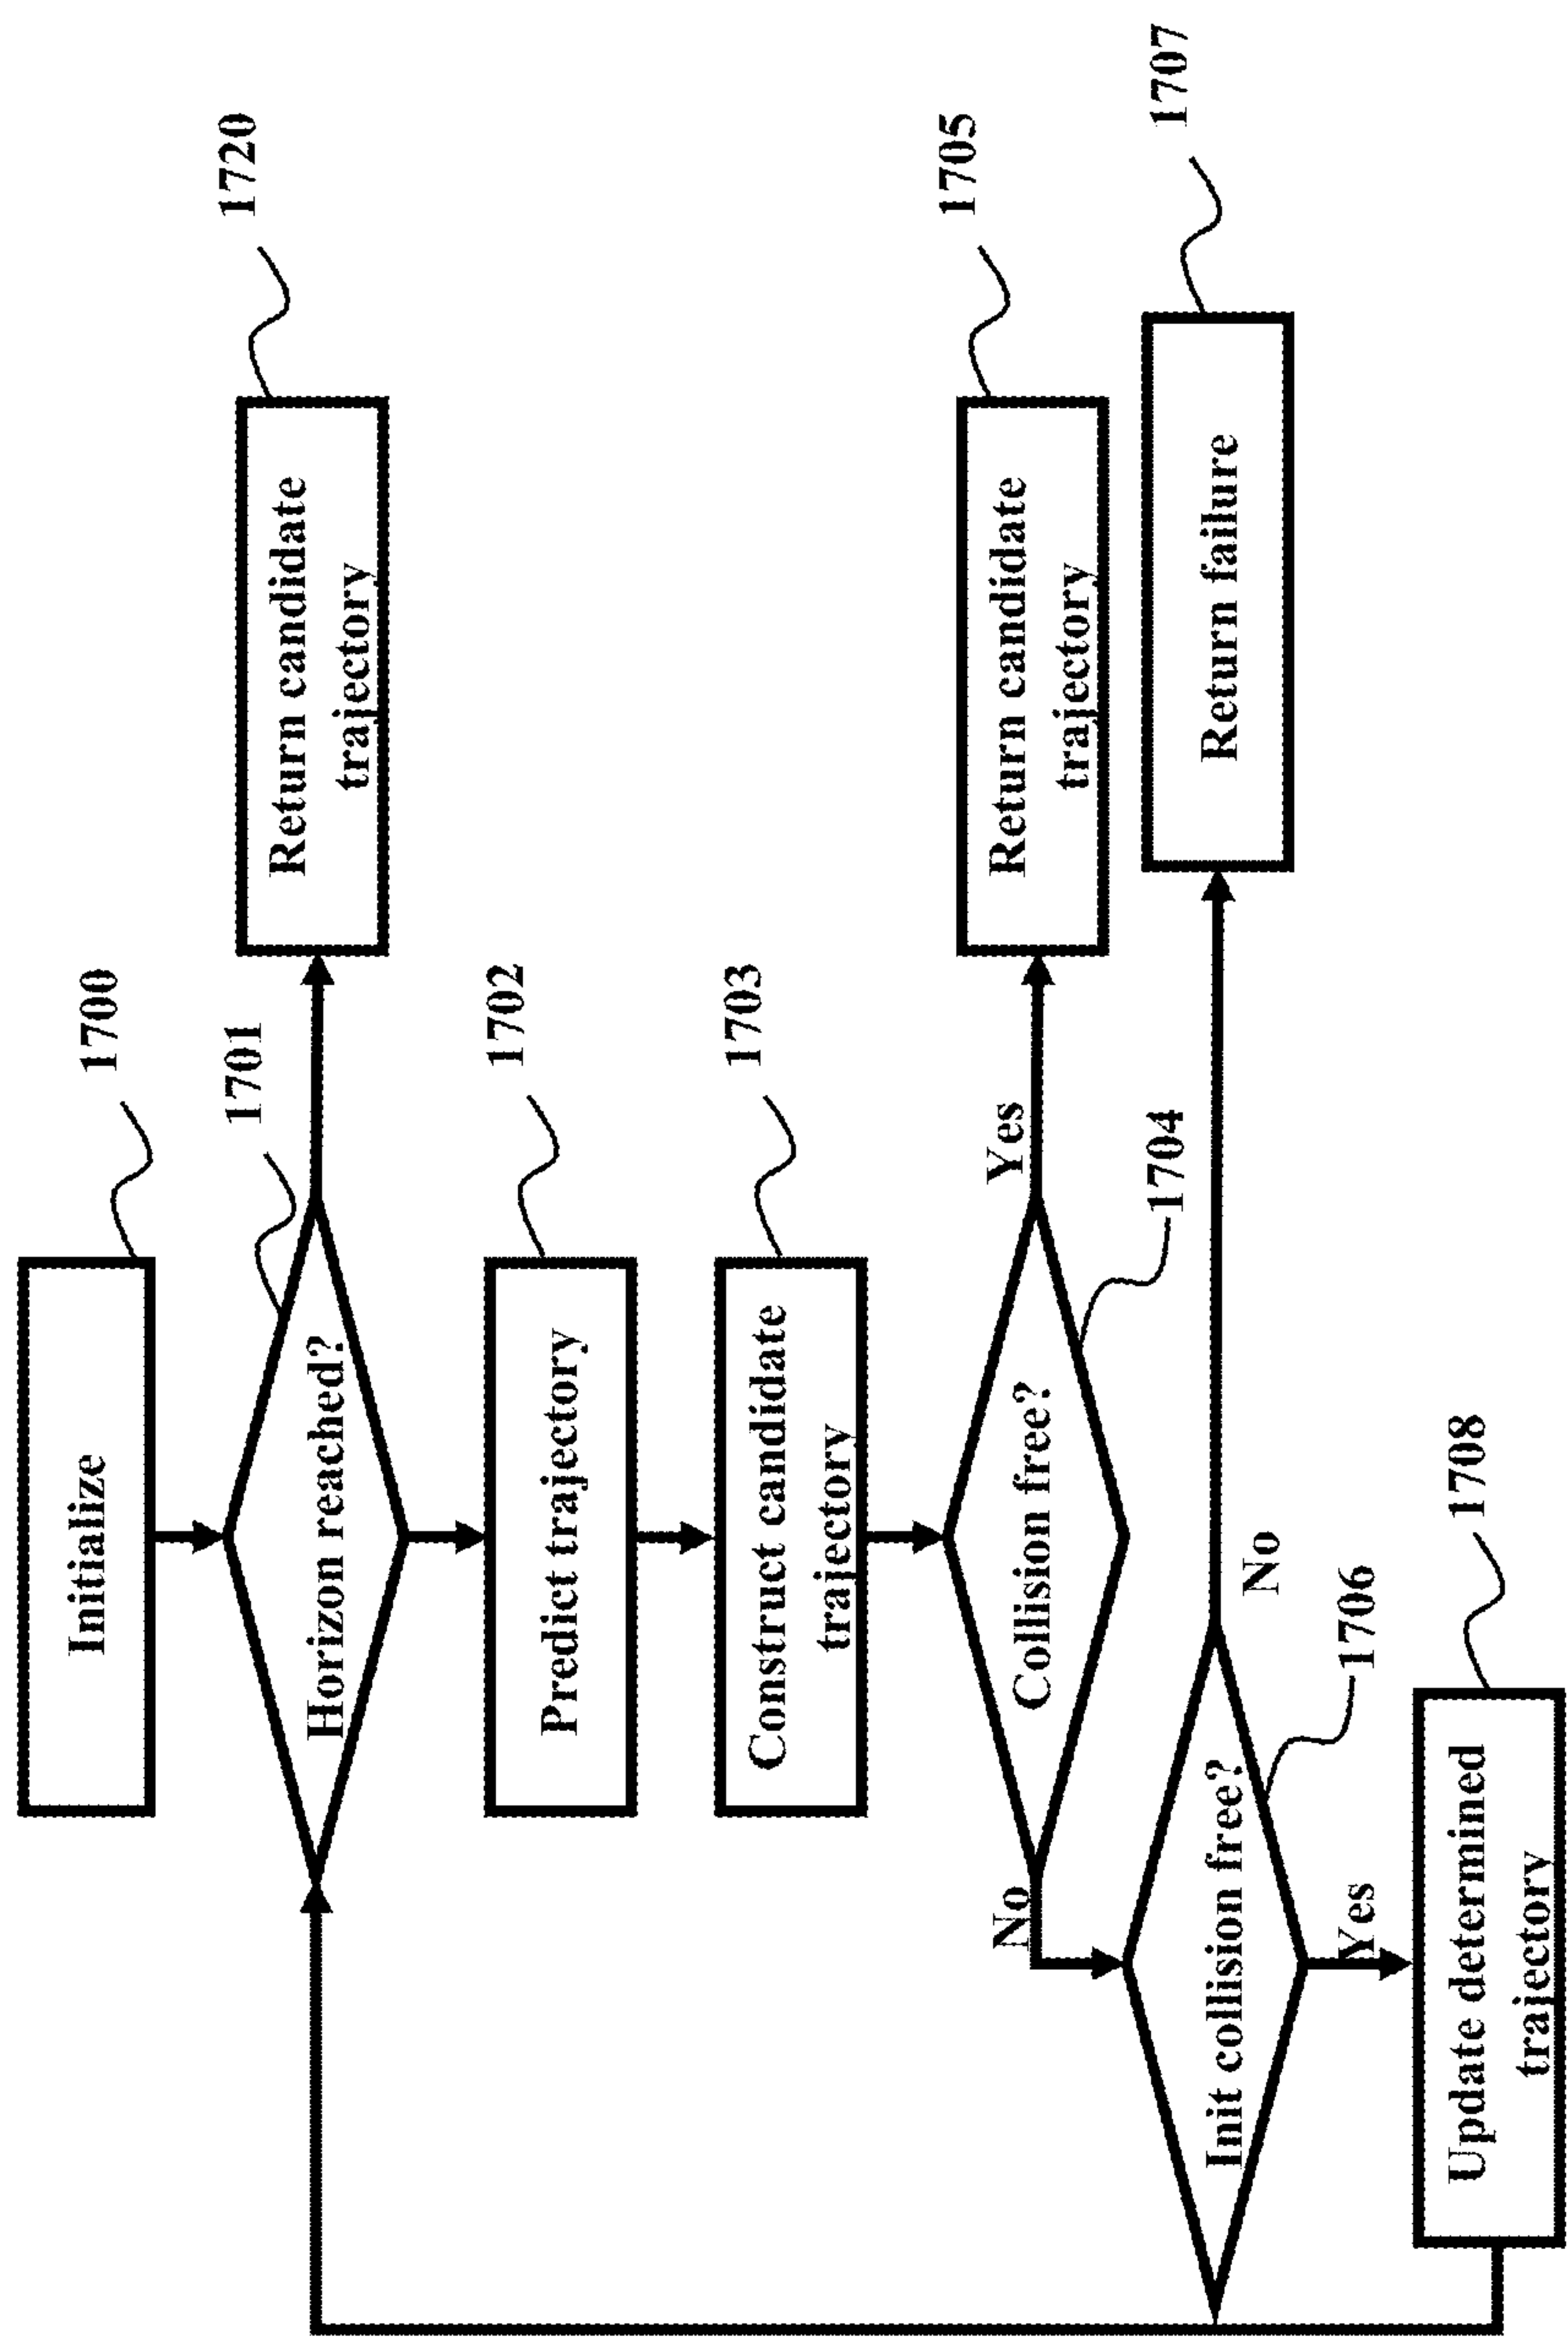 Initialize
1700
Horizon reached?
1701
Return candidate
trajectory
1720
Predict trajectory
1702
Construct candidate
trajectory
1703
Collision free?
1704
Yes
Return candidate
trajectory
1705
No
Init collision free?
1706
No
Return failure
1707
Yes
Update determined
trajectory
1708